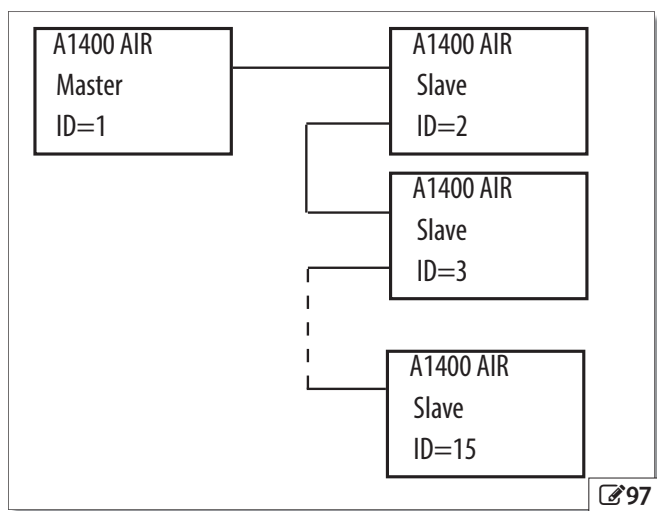 A1400 AIR
Master
ID=1
A1400 AIR
Slave
ID=2
A1400 AIR
Slave
ID=3
A1400 AIR
Slave
ID=15
97